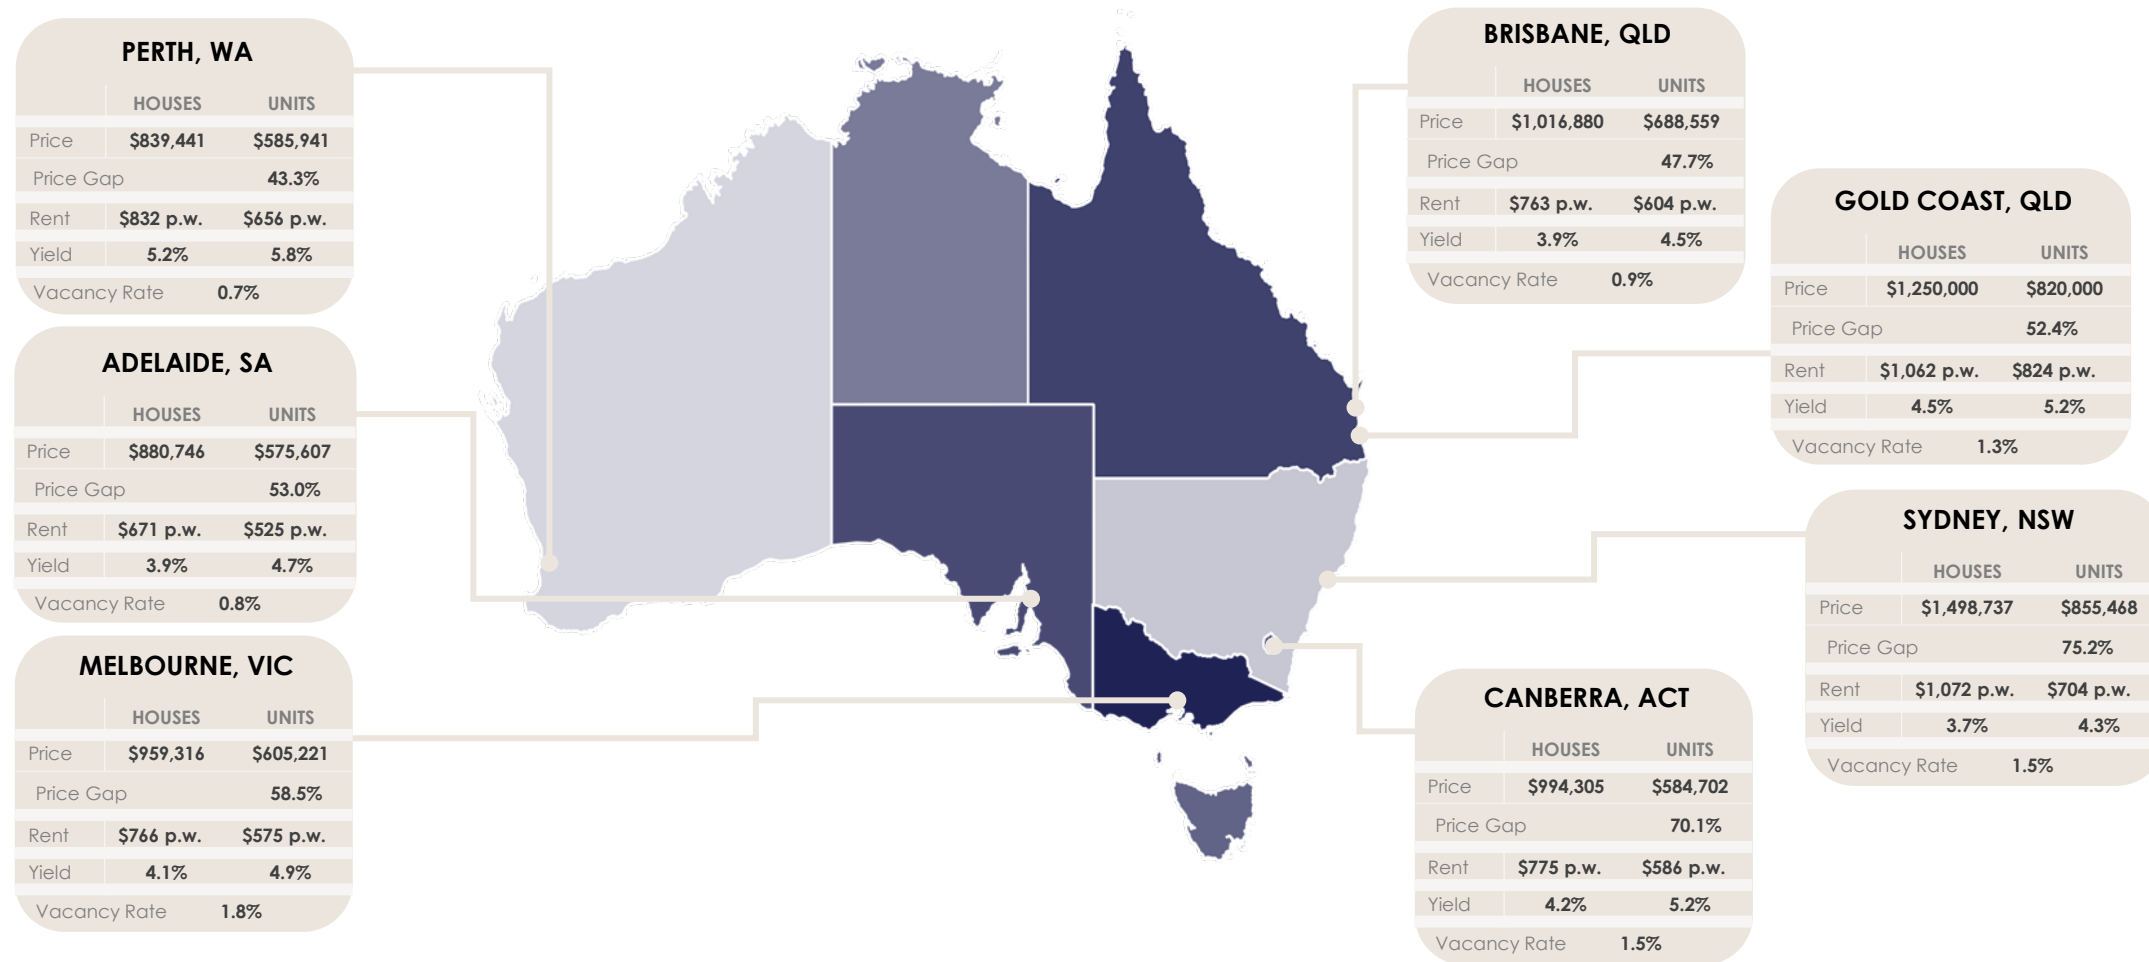 PERTH, WA
HOUSES UNITS
Price $839,441 $585,941
Price Gap 43.3%
Rent $832 p.w. $656 p.w.
Yield 5.2% 5.8%
Vacancy Rate 0.7%
ADELAIDE, SA
HOUSES UNITS
Price $880,746 $575,607
Price Gap 53.0%
Rent $671 p.w. $525 p.w.
Yield 3.9% 4.7%
Vacancy Rate 0.8%
MELBOURNE, VIC
HOUSES UNITS
Price $959,316 $605,221
Price Gap 58.5%
Rent $766 p.w. $575 p.w.
Yield 4.1% 4.9%
Vacancy Rate 1.8%
BRISBANE, QLD
HOUSES UNITS
Price $1,016,880 $688,559
Price Gap 47.7%
Rent $763 p.w. $604 p.w.
Yield 3.9% 4.5%
Vacancy Rate 0.9%
GOLD COAST, QLD
HOUSES UNITS
Price $1,250,000 $820,000
Price Gap 52.4%
Rent $1,062 p.w. $824 p.w.
Yield 4.5% 5.2%
Vacancy Rate 1.3%
SYDNEY, NSW
HOUSES UNITS
Price $1,498,737 $855,468
Price Gap 75.2%
Rent $1,072 p.w. $704 p.w.
Yield 3.7% 4.3%
Vacancy Rate 1.5%
CANBERRA, ACT
HOUSES UNITS
Price $994,305 $584,702
Price Gap 70.1%
Rent $775 p.w. $586 p.w.
Yield 4.2% 5.2%
Vacancy Rate 1.5%